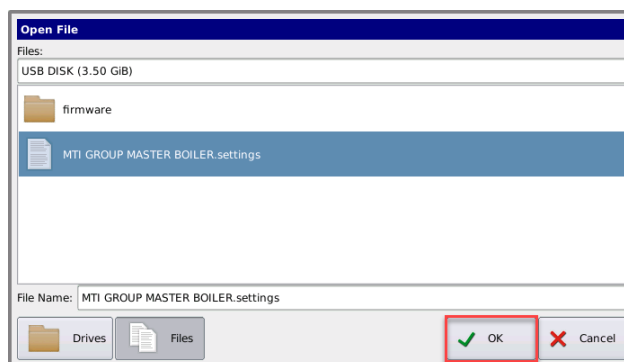 Open File
Files:
USB DISK (3.50 GiB)
firmware
MTI GROUP MASTER BOILER.settings
File Name: MTI GROUP MASTER BOILER.settings
Drives Files OK Cancel